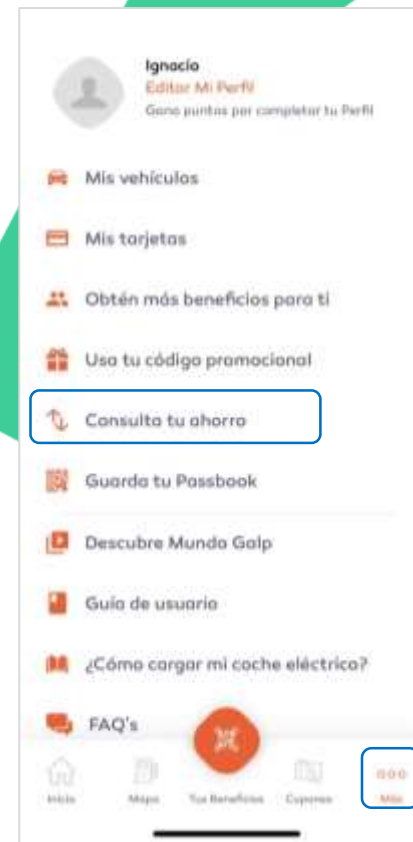 Ignacio
Editar Mi Perfil
Gana puntos por completar tu Perfil
Mis vehículos
Mis tarjetas
Obtén más beneficios para ti
Usa tu código promocional
Consulta tu ahorro
Guarda tu Passbook
Descubre Mundo Galp
Guía de usuario
¿Cómo cargar mi coche eléctrico?
FAQ's
Inicio
Mapa
Tus Beneficios
Cupones
Más